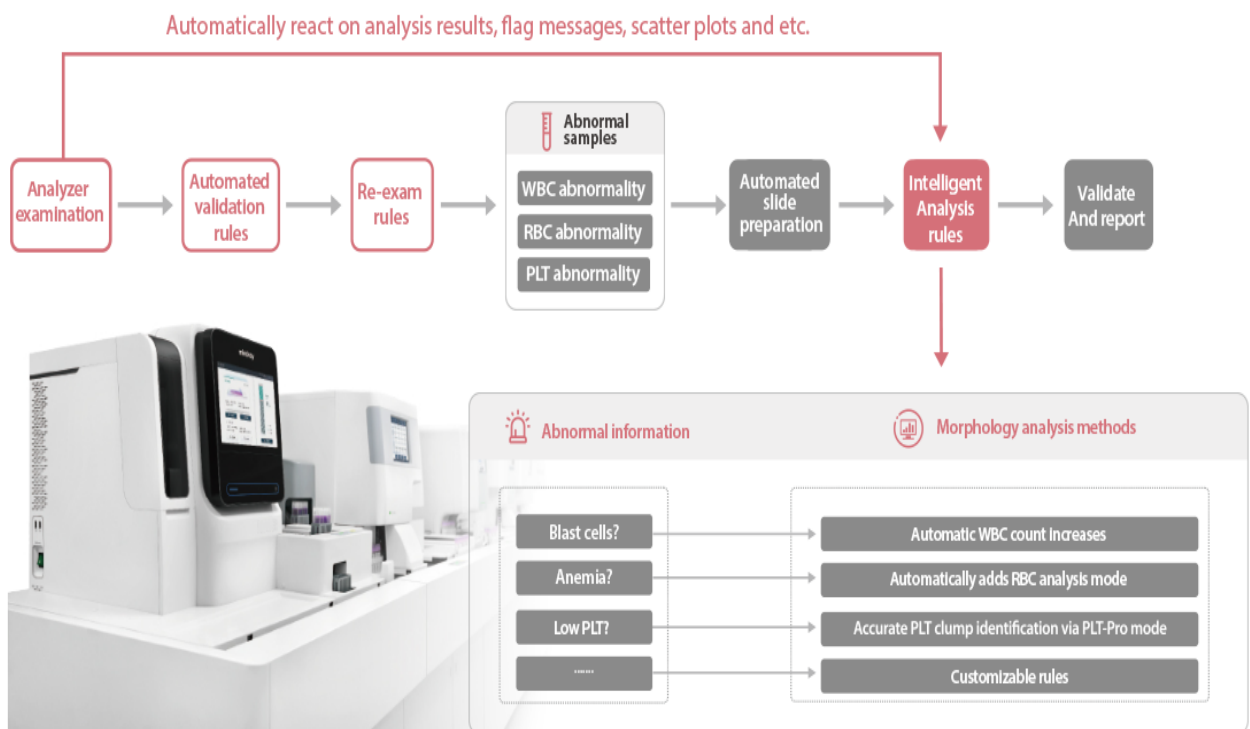 Automatically react on analysis results, flag messages, scatter plots and etc.
Analyzer
examination
Automated
validation
rules
Re-exam
rules
Abnormal
samples
WBC abnormality
RBC abnormality
PLT abnormality
Automated
slide
preparation
Intelligent
Analysis
rules
Validate
And report
mindray
Abnormal information
Morphology analysis methods
Blast cells?
Automatic WBC count Increases
Anemia?
Automatically adds RBC analysis mode
Low PLT?
Accurate PLT clump identification via PLT-Pro mode
......
Customizable rules